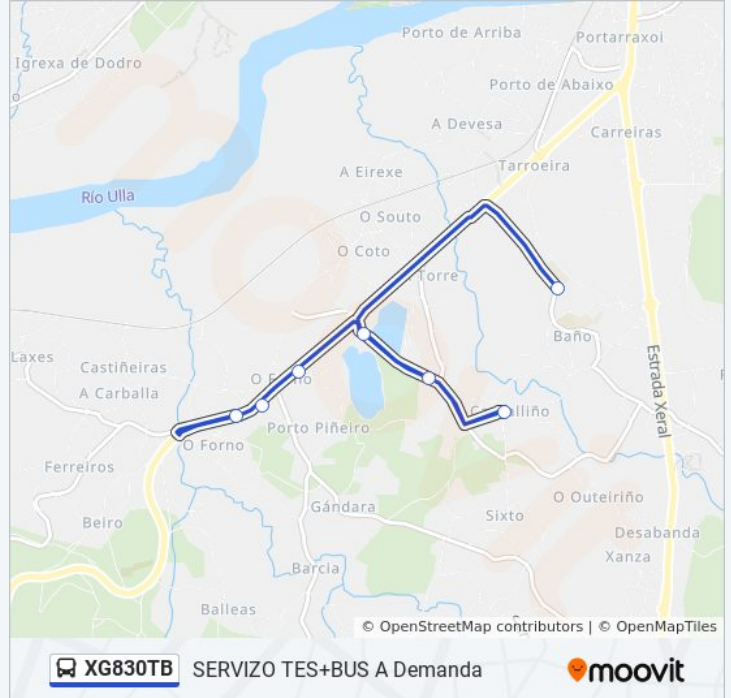 Porto de Arriba
Portarraxoi
Igrexa de Dodro
Porto de Abaixo
A Devesa
Carreiras
Tarroeira
A Eirexe
Río Ulla
O Souto
O Coto
Torre
Baño
Laxes
Castiñeiras
Estrada Xeral
A Carballa
Porto Piñeiro
O Forno
Ferreiros
O Outeiriño
Gándara
Sixto
Beiro
Desabanda
Xanza
Barcia
Balleas
© OpenStreetMap contributors | © OpenMapTiles
XG830TB SERVIZO TES+BUS A Demanda
moovit